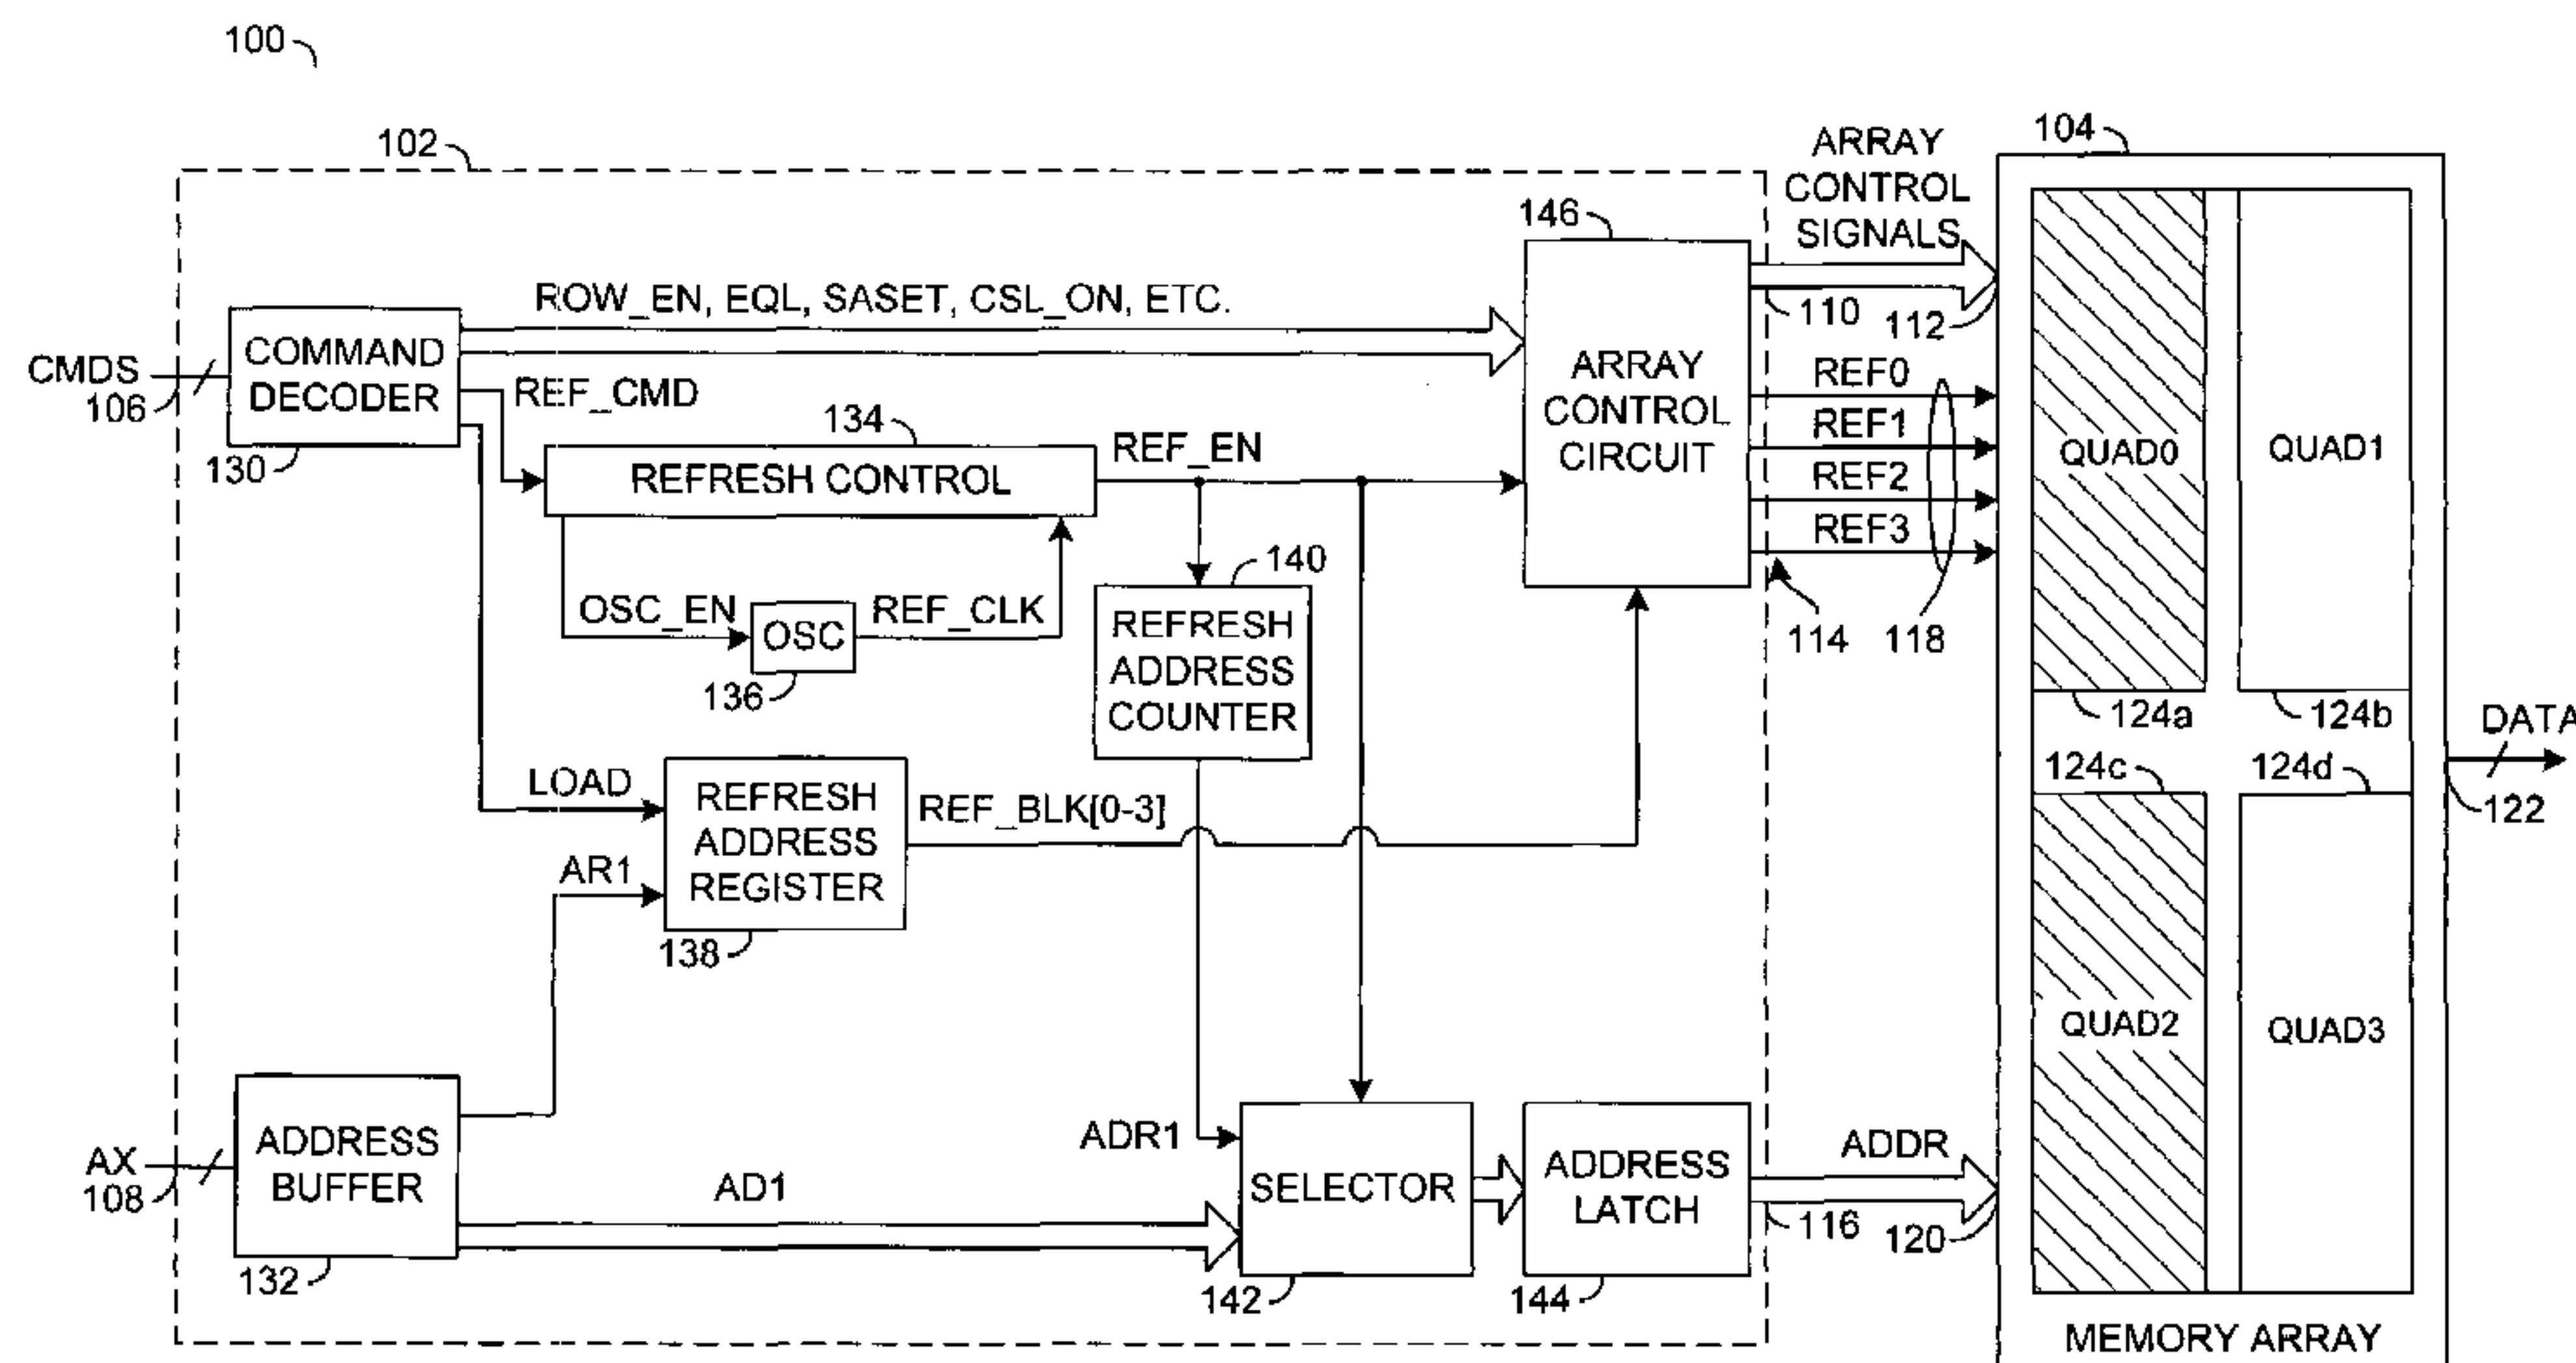 100
102
104
ARRAY
CONTROL
SIGNALS
146
ROW_EN, EQL, SASET, CSL_ON, ETC.
110
112
CMDS
106
COMMAND
DECODER
130
REF_CMD
134
REFRESH CONTROL
REF_EN
ARRAY
CONTROL
CIRCUIT
REF0
REF1
REF2
REF3
QUAD0
QUAD1
OSC_EN
OSC
REF_CLK
136
140
REFRESH
ADDRESS
COUNTER
114
118
124a
124b
DATA
122
124c
124d
LOAD
AR1
REFRESH
ADDRESS
REGISTER
138
REF_BLK[0-3]
QUAD2
QUAD3
AX
108
ADDRESS
BUFFER
132
AD1
ADR1
SELECTOR
142
ADDRESS
LATCH
144
ADDR
116
120
MEMORY ARRAY